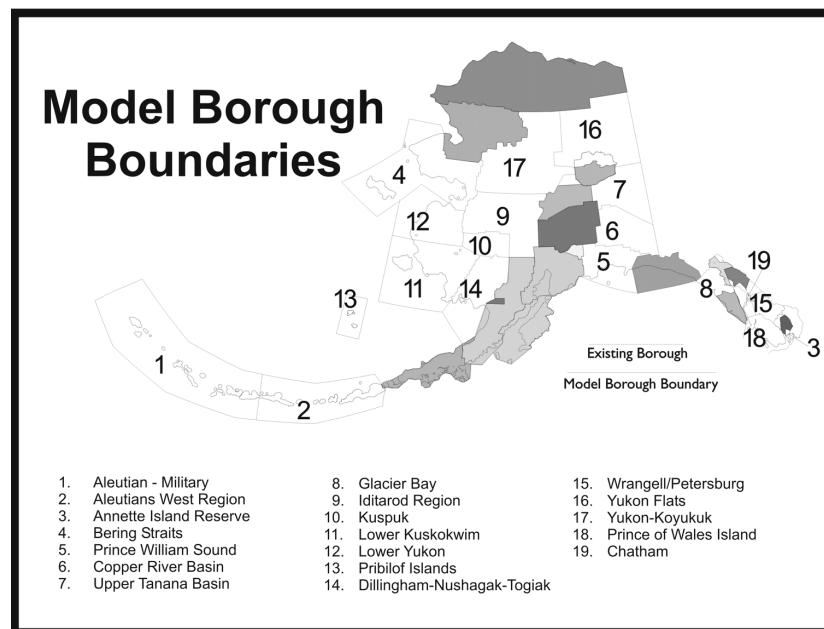 Model Borough
Boundaries
16
17
4
7
12
9
6
10
5
19
8
11
14
13
15
18
3
1
2
Existing Borough
Model Borough Boundary
1. Aleutian - Military
2. Aleutians West Region
3. Annette Island Reserve
4. Bering Straits
5. Prince William Sound
6. Copper River Basin
7. Upper Tanana Basin
8. Glacier Bay
9. Iditarod Region
10. Kuspuk
11. Lower Kuskokwim
12. Lower Yukon
13. Pribilof Islands
14. Dillingham-Nushagak-Togiak
15. Wrangell/Petersburg
16. Yukon Flats
17. Yukon-Koyukuk
18. Prince of Wales Island
19. Chatham